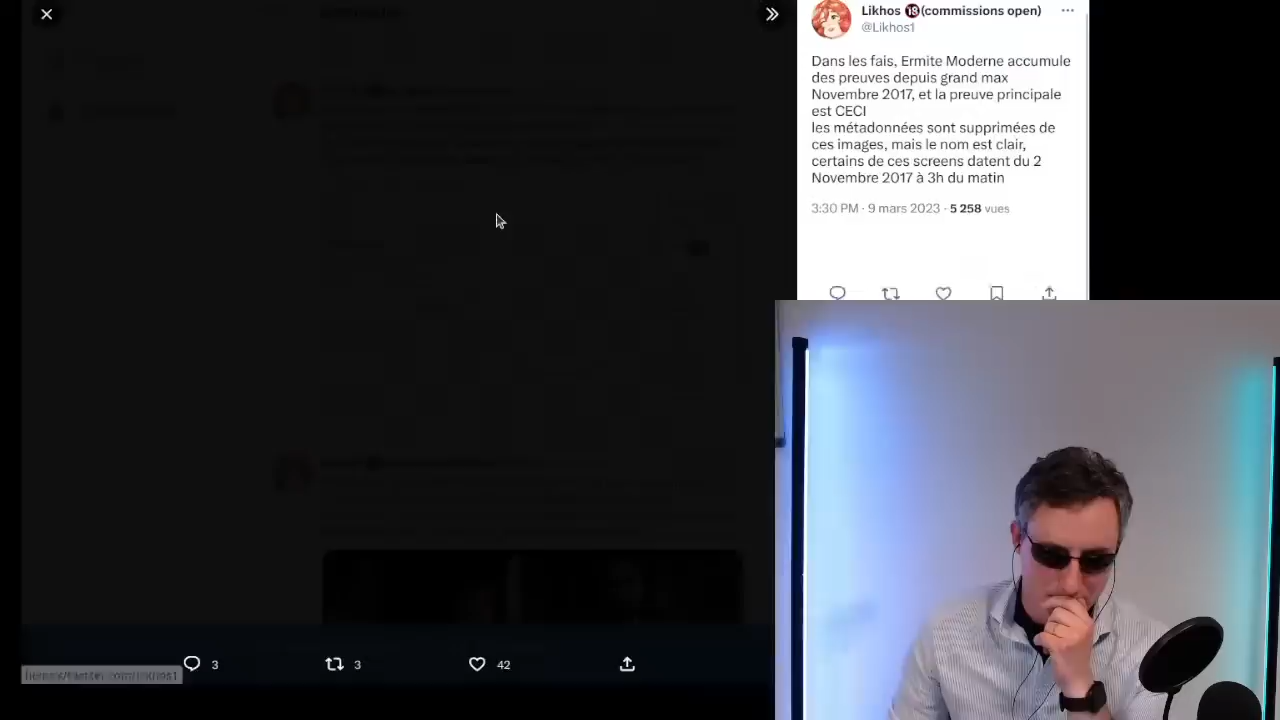 Likhos 🔞(commissions open)
@Likhos1
Dans les fais, Ermite Moderne accumule
des preuves depuis grand max
Novembre 2017, et la preuve principale
est CECI
les métadonnées sont supprimées de
ces images, mais le nom est clair,
certains de ces screens datent du 2
Novembre 2017 à 3h du matin
3:30 PM · 9 mars 2023 · 5 258 vues
3
3
42